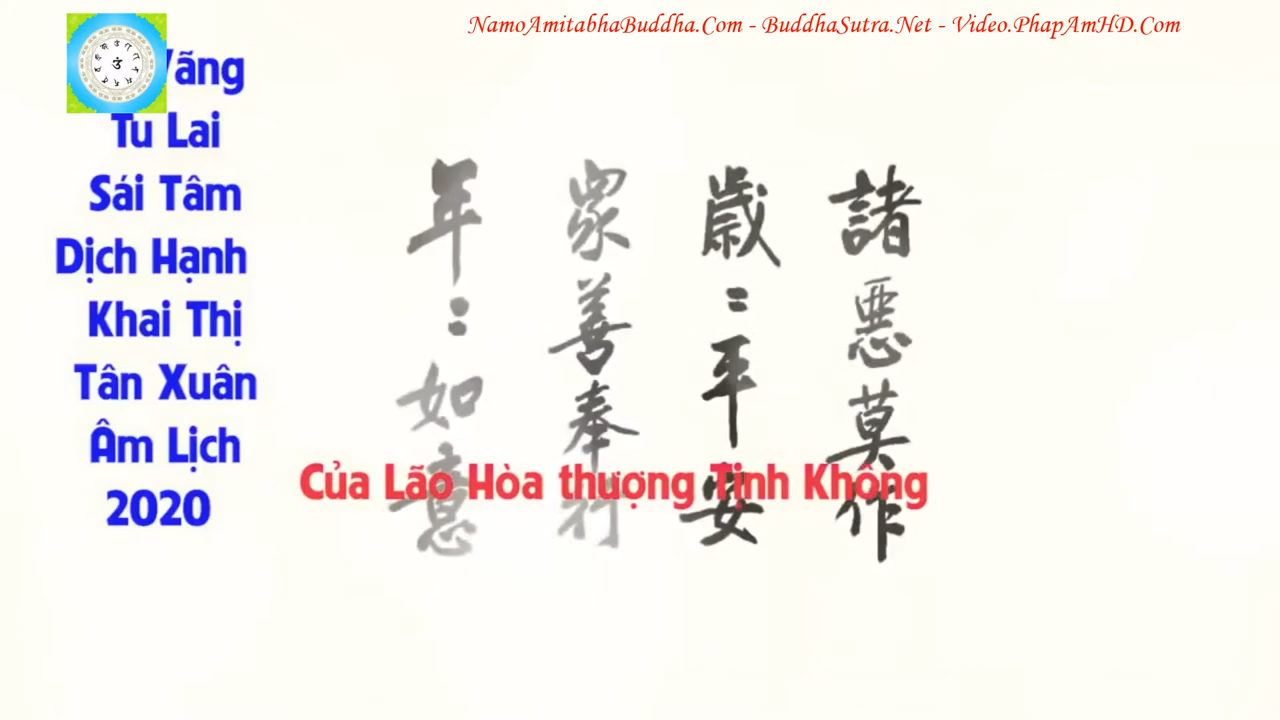 NamoAmitabhaBuddha.Com - BuddhaSutra.Net - Video.PhapAmHD.Com
Vãng
Tu Lai
Sái Tâm
Dịch Hạnh
Khai Thị
Tân Xuân
Âm Lịch
2020
諸惡莫作
歲〻平安
眾善奉行
年〻如意
Của Lão Hòa thượng Tịnh Không